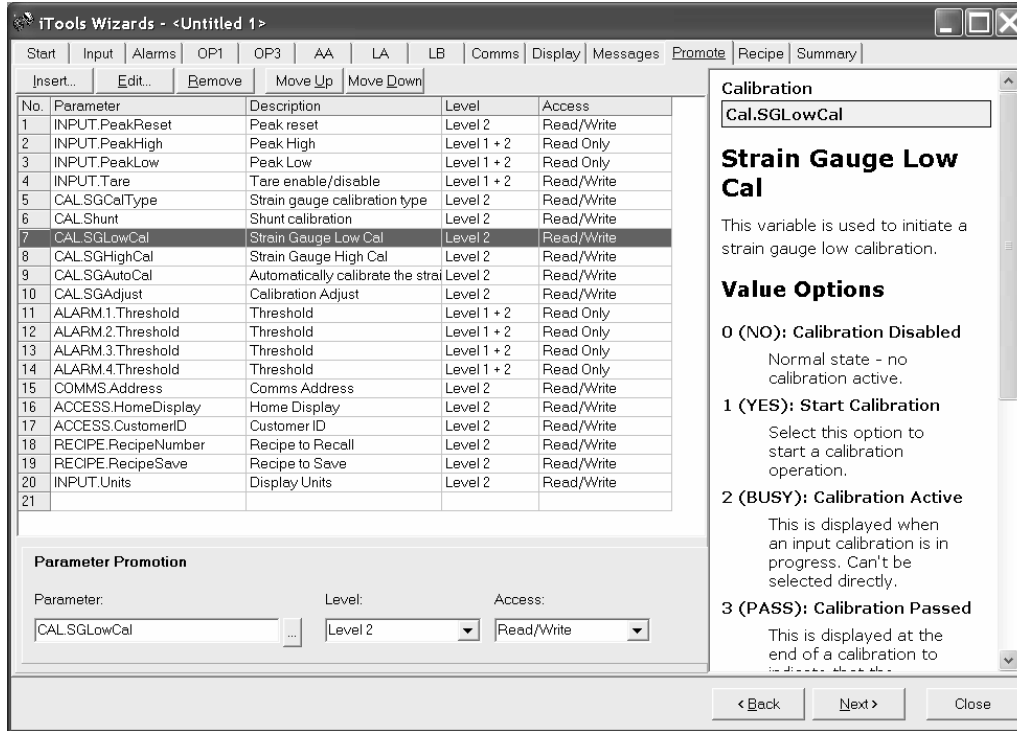 iTools Wizards - <Untitled 1>
Start Input Alarms OP1 OP3 AA LA LB Comms Display Messages Promote Recipe Summary
Insert... Edit... Remove Move Up Move Down
No. Parameter Description Level Access
1 INPUT.PeakReset Peak reset Level 2 Read/Write
2 INPUT.PeakHigh Peak High Level 1 + 2 Read Only
3 INPUT.PeakLow Peak Low Level 1 + 2 Read Only
4 INPUT.Tare Tare enable/disable Level 1 + 2 Read/Write
5 CAL.SGCalType Strain gauge calibration type Level 2 Read/Write
6 CAL.Shunt Shunt calibration Level 2 Read/Write
7 CAL.SGLowCal Strain Gauge Low Cal Level 2 Read/Write
8 CAL.SGHighCal Strain Gauge High Cal Level 2 Read/Write
9 CAL.SGAutoCal Automatically calibrate the strai Level 2 Read/Write
10 CAL.SGAdjust Calibration Adjust Level 2 Read/Write
11 ALARM.1.Threshold Threshold Level 1 + 2 Read Only
12 ALARM.2.Threshold Threshold Level 1 + 2 Read Only
13 ALARM.3.Threshold Threshold Level 1 + 2 Read Only
14 ALARM.4.Threshold Threshold Level 1 + 2 Read Only
15 COMMS.Address Comms Address Level 2 Read/Write
16 ACCESS.HomeDisplay Home Display Level 2 Read/Write
17 ACCESS.CustomerID Customer ID Level 2 Read/Write
18 RECIPE.RecipeNumber Recipe to Recall Level 2 Read/Write
19 RECIPE.RecipeSave Recipe to Save Level 2 Read/Write
20 INPUT.Units Display Units Level 2 Read/Write
21
Parameter Promotion
Parameter: Level: Access:
CAL.SGLowCal ... Level 2 Read/Write
Calibration
Cal.SGLowCal
Strain Gauge Low
Cal
This variable is used to initiate a
strain gauge low calibration.
Value Options
0 (NO): Calibration Disabled
Normal state - no
calibration active.
1 (YES): Start Calibration
Select this option to
start a calibration
operation.
2 (BUSY): Calibration Active
This is displayed when
an input calibration is in
progress. Can't be
selected directly.
3 (PASS): Calibration Passed
This is displayed at the
end of a calibration to
indicate that the
< Back Next > Close